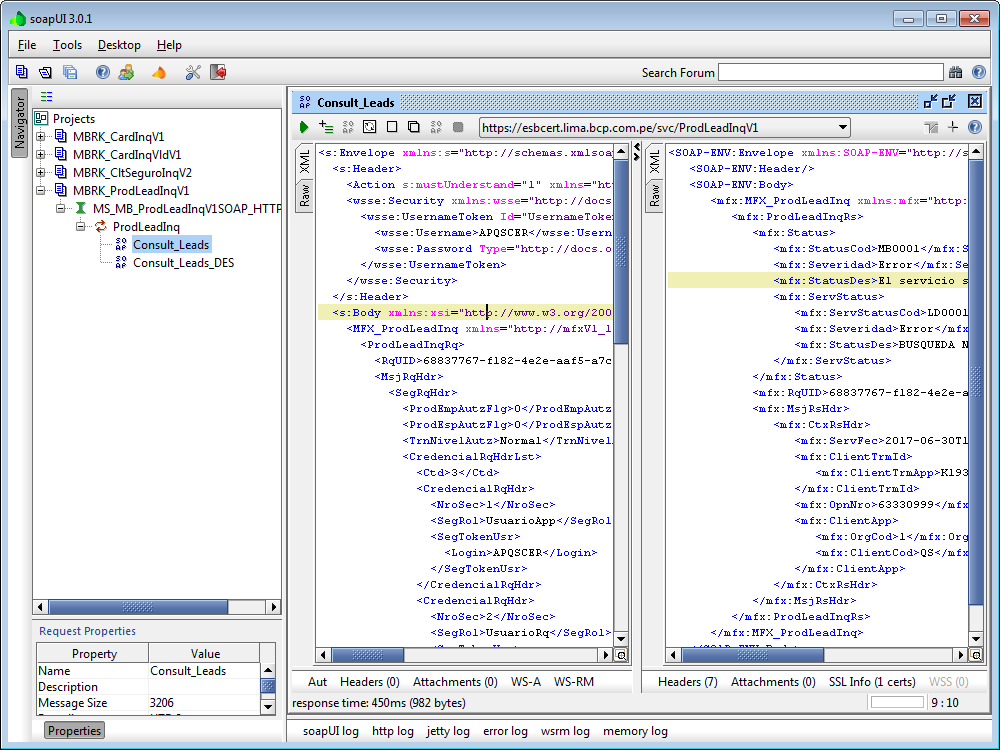 soapUI 3.0.1
File Tools Desktop Help
Search Forum
Navigator
Projects
MBRK_CardInqV1
MBRK_CardInqVIdV1
MBRK_CltSeguroInqV2
MBRK_ProdLeadInqV1
MS_MB_ProdLeadInqV1SOAP_HTTP
ProdLeadInq
Consult_Leads
Consult_Leads_DES
Request Properties
Property Value
Name Consult_Leads
Description
Message Size 3206
Properties
Consult_Leads
https://esbcert.lima.bcp.com.pe/svc/ProdLeadInqV1
XML
Raw
<s:Envelope xmlns:s="http://schemas.xmlsoa
<s:Header>
<Action s:mustUnderstand="1" xmlns="ht
<wsse:Security xmlns:wsse="http://docs
<wsse:UsernameToken Id="UsernameToke
<wsse:Username>APQSCER</wsse:Usern
<wsse:Password Type="http://docs.o
</wsse:UsernameToken>
</wsse:Security>
</s:Header>
<s:Body xmlns:xsi="http://www.w3.org/200
<MFX_ProdLeadInq xmlns="http://mfxV1_1
<ProdLeadInqRq>
<RqUID>68837767-f182-4e2e-aaf5-a7c
<MsjRqHdr>
<SegRqHdr>
<ProdEmpAutzFlg>0</ProdEmpAutz
<ProdEspAutzFlg>0</ProdEspAutz
<TrnNivelAutz>Normal</TrnNivel
<CredencialRqHdrLst>
<Ctd>3</Ctd>
<CredencialRqHdr>
<NroSec>1</NroSec>
<SegRol>UsuarioApp</SegRol
<SegTokenUsr>
<Login>APQSCER</Login>
</SegTokenUsr>
</CredencialRqHdr>
<CredencialRqHdr>
<NroSec>2</NroSec>
<SegRol>UsuarioRq</SegRol>
Aut Headers (0) Attachments (0) WS-A WS-RM
response time: 450ms (982 bytes)
XML
Raw
<SOAP-ENV:Envelope xmlns:SOAP-ENV="http://s
<SOAP-ENV:Header/>
<SOAP-ENV:Body>
<mfx:MFX_ProdLeadInq xmlns:mfx="http:
<mfx:ProdLeadInqRs>
<mfx:Status>
<mfx:StatusCod>MB0001</mfx:S
<mfx:Severidad>Error</mfx:Se
<mfx:StatusDes>El servicio s
<mfx:ServStatus>
<mfx:ServStatusCod>LD0001
<mfx:Severidad>Error</mfx
<mfx:StatusDes>BUSQUEDA N
</mfx:ServStatus>
</mfx:Status>
<mfx:RqUID>68837767-f182-4e2e-a
<mfx:MsjRsHdr>
<mfx:CtxRsHdr>
<mfx:ServFec>2017-06-30T1
<mfx:ClientTrmId>
<mfx:ClientTrmApp>K193
</mfx:ClientTrmId>
<mfx:OpnNro>63330999</mfx
<mfx:ClientApp>
<mfx:OrgCod>1</mfx:Org
<mfx:ClientCod>QS</mfx
</mfx:ClientApp>
</mfx:CtxRsHdr>
</mfx:MsjRsHdr>
</mfx:ProdLeadInqRs>
</mfx:MFX_ProdLeadInq>
Headers (7) Attachments (0) SSL Info (1 certs) WSS (0)
9 : 10
soapUI log http log jetty log error log wsrm log memory log